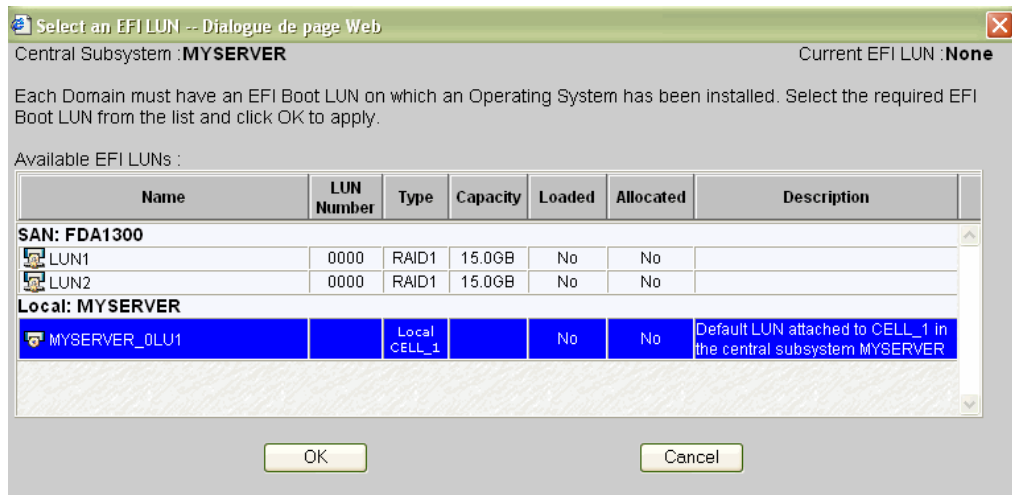 Select an EFI LUN -- Dialogue de page Web
Central Subsystem :MYSERVER Current EFI LUN :None
Each Domain must have an EFI Boot LUN on which an Operating System has been installed. Select the required EFI
Boot LUN from the list and click OK to apply.
Available EFI LUNs :
Name LUN Number Type Capacity Loaded Allocated Description
SAN: FDA1300
LUN1 0000 RAID1 15.0GB No No
LUN2 0000 RAID1 15.0GB No No
Local: MYSERVER
MYSERVER_0LU1 Local CELL_1 No No Default LUN attached to CELL_1 in the central subsystem MYSERVER
OK Cancel